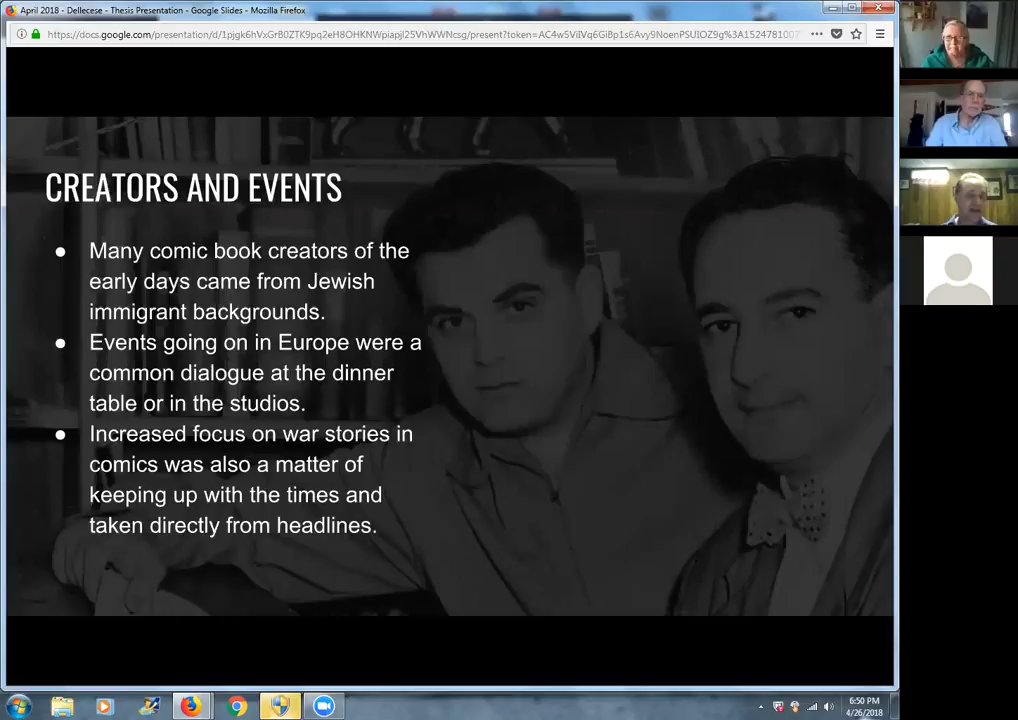 April 2018 - Dellecese - Thesis Presentation - Google Slides - Mozilla Firefox
CREATORS AND EVENTS
● Many comic book creators of the
early days came from Jewish
immigrant backgrounds.
● Events going on in Europe were a
common dialogue at the dinner
table or in the studios.
● Increased focus on war stories in
comics was also a matter of
keeping up with the times and
taken directly from headlines.
6:50 PM
4/26/2018